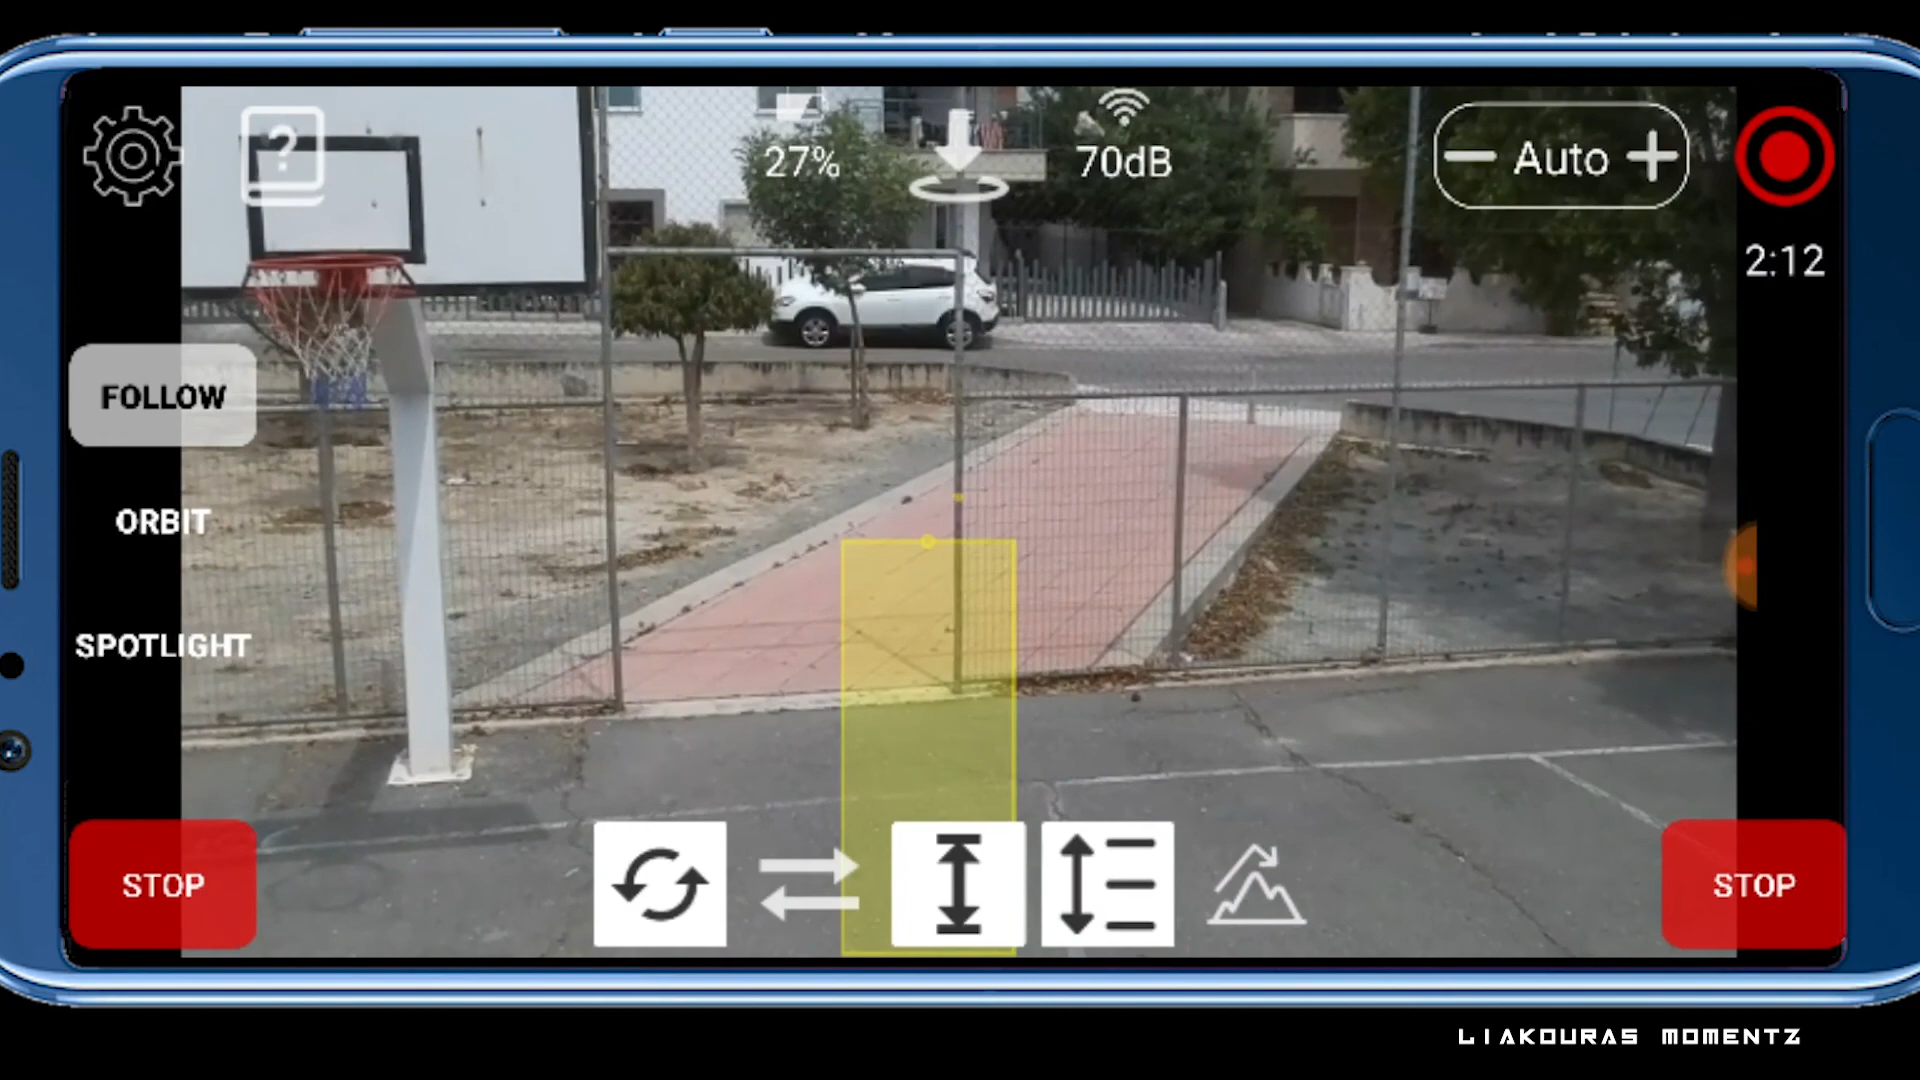 ?
27%
70dB
Auto
2:12
FOLLOW
ORBIT
SPOTLIGHT
STOP
STOP
LIAKOURAS MOMENTZ